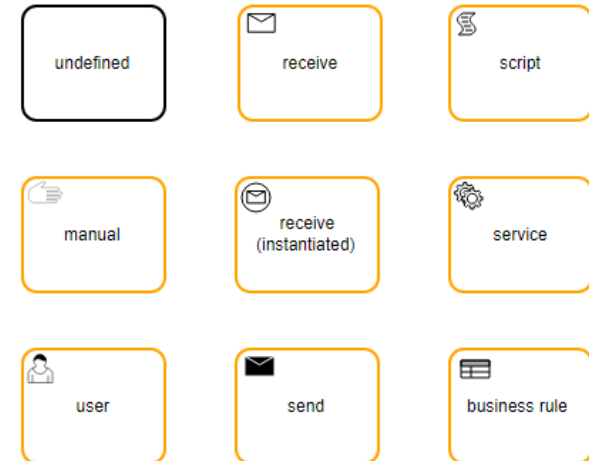 undefined
receive
script
manual
receive
(instantiated)
service
user
send
business rule